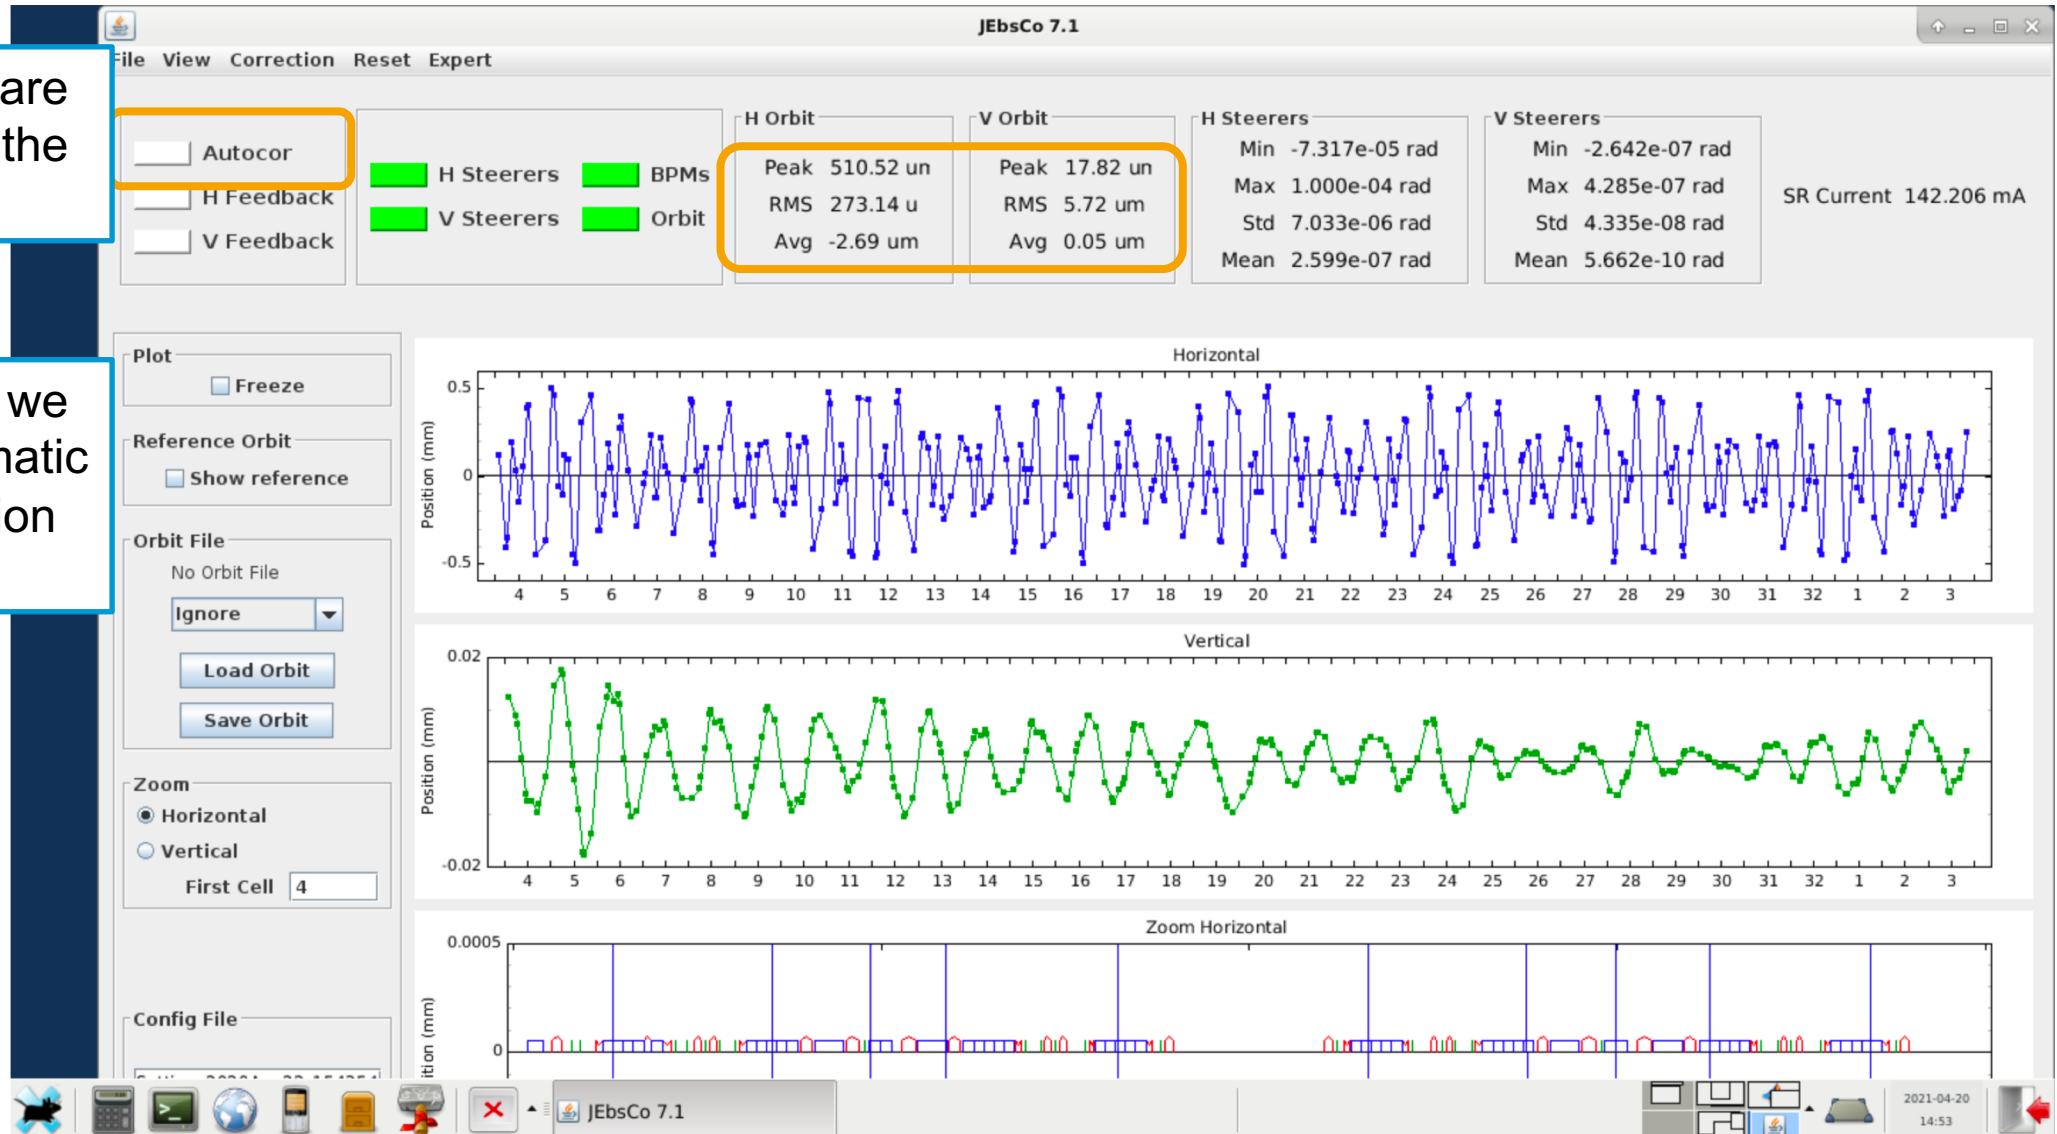 JEbsCo 7.1
File View Correction Reset Expert
are
the
we
Autocor
H Feedback
V Feedback
H Steerers
BPMs
V Steerers
Orbit
H Orbit
Peak 510.52 un
RMS 273.14 u
Avg -2.69 um
V Orbit
Peak 17.82 un
RMS 5.72 um
Avg 0.05 um
H Steerers
Min -7.317e-05 rad
Max 1.000e-04 rad
Std 7.033e-06 rad
Mean 2.599e-07 rad
V Steerers
Min -2.642e-07 rad
Max 4.285e-07 rad
Std 4.335e-08 rad
Mean 5.662e-10 rad
SR Current 142.206 mA
Plot
Freeze
Reference Orbit
Show reference
Orbit File
No Orbit File
Ignore
Load Orbit
Save Orbit
Zoom
Horizontal
Vertical
First Cell 4
Config File
Horizontal
Position (mm)
0.5
0
-0.5
4 5 6 7 8 9 10 11 12 13 14 15 16 17 18 19 20 21 22 23 24 25 26 27 28 29 30 31 32 1 2 3
Vertical
Position (mm)
0.02
0.00
-0.02
4 5 6 7 8 9 10 11 12 13 14 15 16 17 18 19 20 21 22 23 24 25 26 27 28 29 30 31 32 1 2 3
Zoom Horizontal
0.0005
0
ition (mm)
JEbsCo 7.1
2021-04-20
14:53